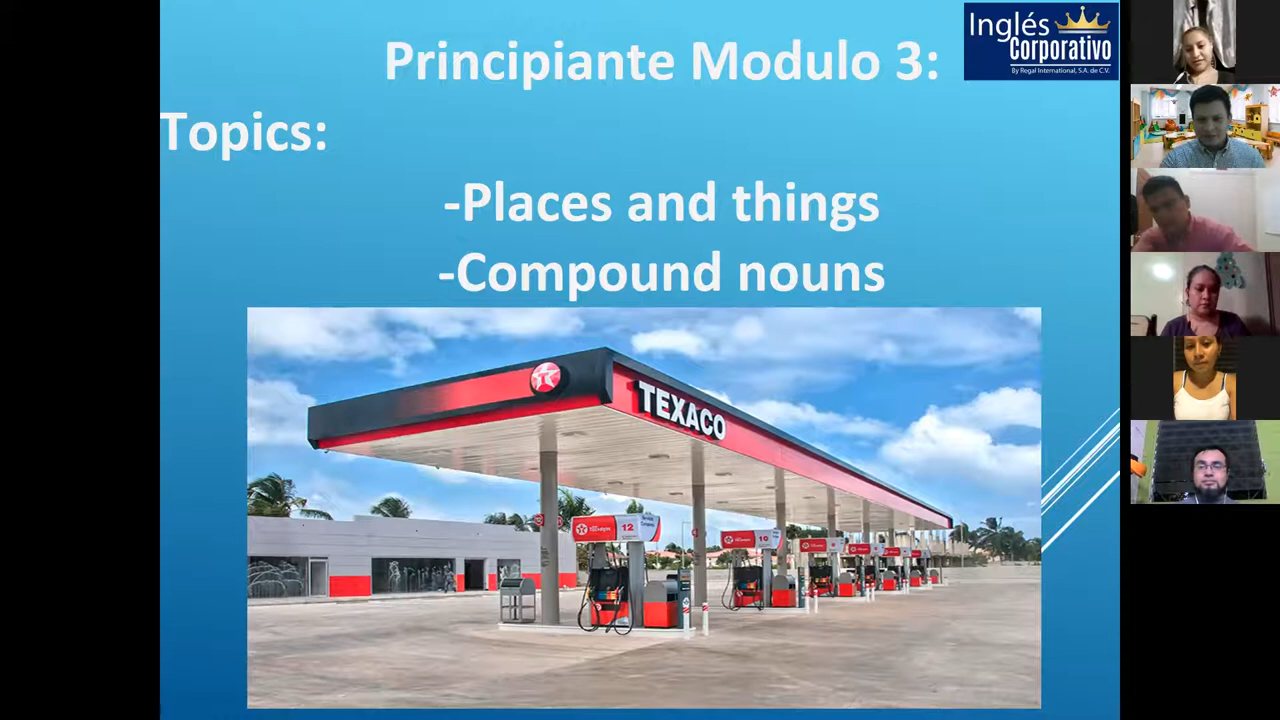 Inglés
Corporativo
By Regal International, S.A. de C.V.
Principiante Modulo 3:
Topics:
-Places and things
-Compound nouns
TEXACO
12
10